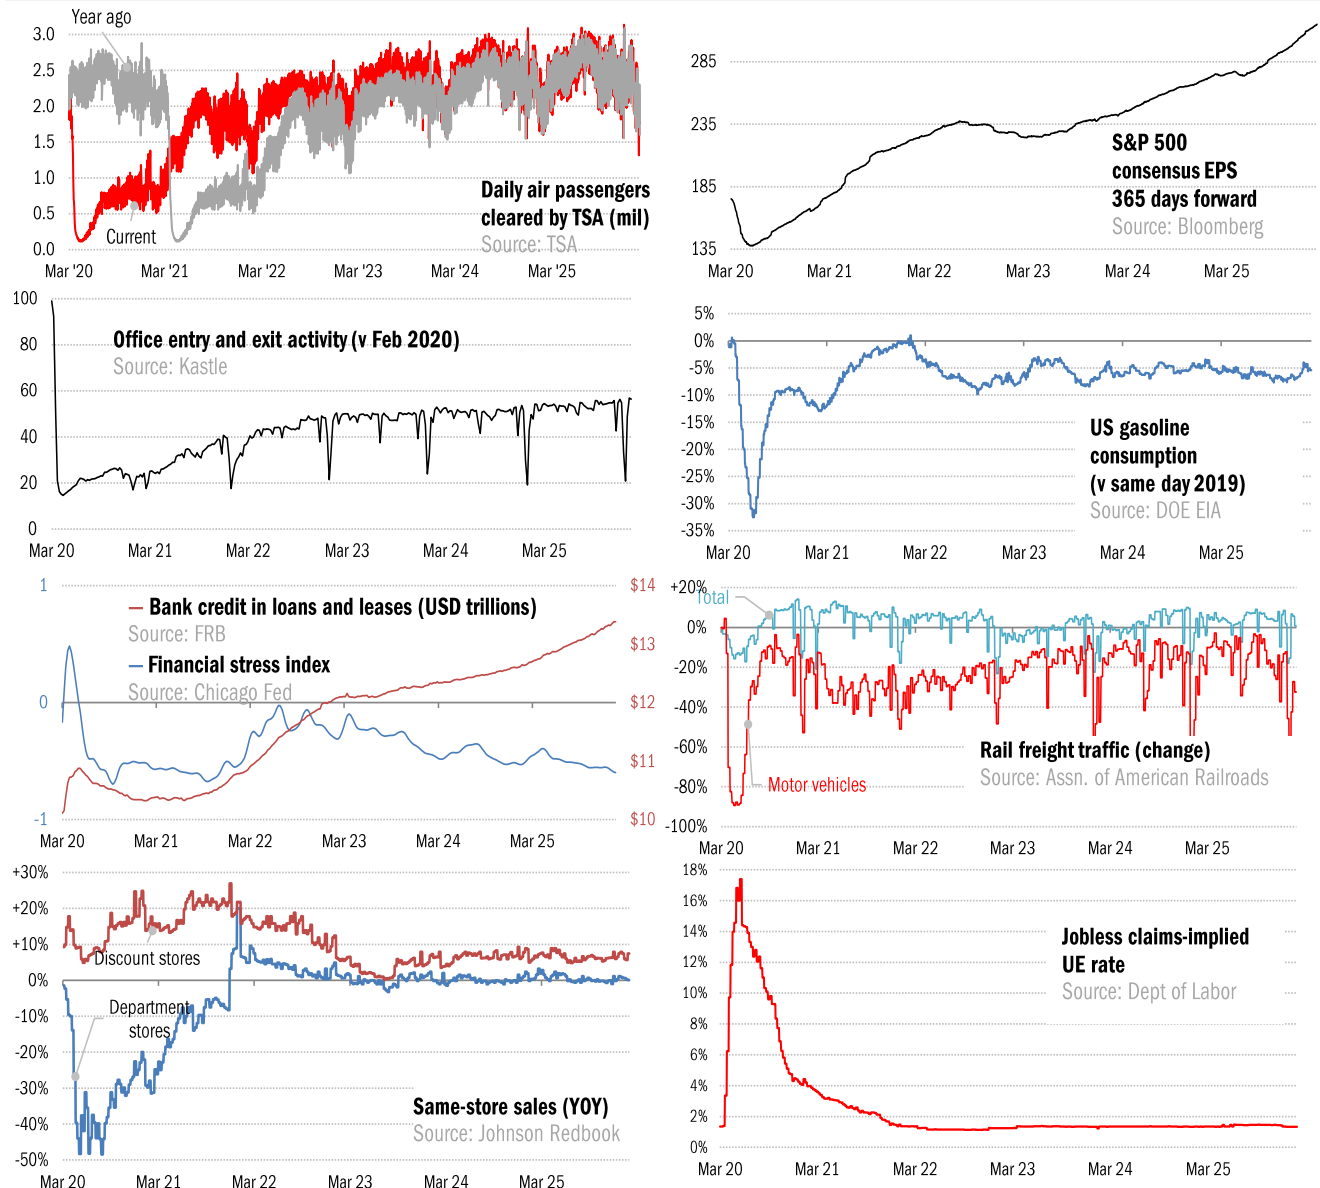 Year ago
3.0
2.5
2.0
1.5
1.0
0.5
0.0
Current
Daily air passengers
cleared by TSA (mil)
Source: TSA
Mar '20
Mar '21
Mar '22
Mar '23
Mar '24
Mar '25
285
235
185
135
S&P 500
consensus EPS
365 days forward
Source: Bloomberg
Mar 20
Mar 21
Mar 22
Mar 23
Mar 24
Mar 25
100
80
60
40
20
0
Office entry and exit activity (v Feb 2020)
Source: Kastle
Mar 20
Mar 21
Mar 22
Mar 23
Mar 24
Mar 25
5%
0%
-5%
-10%
-15%
-20%
-25%
-30%
-35%
US gasoline
consumption
(v same day 2019)
Source: DOE EIA
Mar 20
Mar 21
Mar 22
Mar 23
Mar 24
Mar 25
1
0
-1
Bank credit in loans and leases (USD trillions)
Source: FRB
Financial stress index
Source: Chicago Fed
$14
$13
$12
$11
$10
Mar 20
Mar 21
Mar 22
Mar 23
Mar 24
Mar 25
+20%
0%
-20%
-40%
-60%
-80%
-100%
Total
Motor vehicles
Rail freight traffic (change)
Source: Assn. of American Railroads
Mar 20
Mar 21
Mar 22
Mar 23
Mar 24
Mar 25
+30%
+20%
+10%
0%
-10%
-20%
-30%
-40%
-50%
Discount stores
Department
stores
Same-store sales (YOY)
Source: Johnson Redbook
Mar 20
Mar 21
Mar 22
Mar 23
Mar 24
Mar 25
18%
16%
14%
12%
10%
8%
6%
4%
2%
0%
Jobless claims-implied
UE rate
Source: Dept of Labor
Mar 20
Mar 21
Mar 22
Mar 23
Mar 24
Mar 25